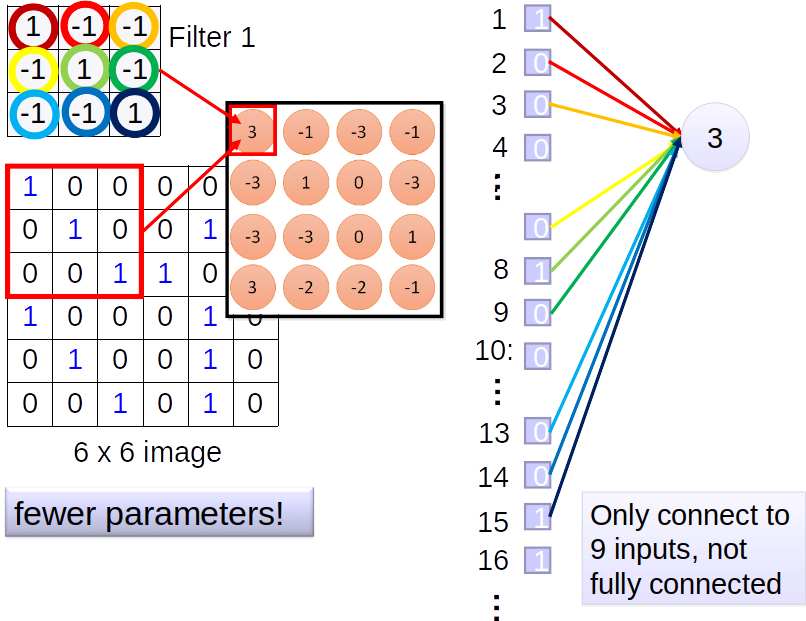 1 -1 -1
-1 1 -1
-1 -1 1
Filter 1
3 -1 -3 -1
-3 1 0 -3
-3 -3 0 1
3 -2 -2 -1
1 0 0 0 0
0 1 0 0 1
0 0 1 1 0
1 0 0 0 1 0
0 1 0 0 1 0
0 0 1 0 1 0
6 x 6 image
fewer parameters!
1 1
2 0
3 0
4 0
⋮
0
8 1
9 0
10: 0
⋮
13 0
14 0
15 1
16 1
⋮
3
Only connect to
9 inputs, not
fully connected